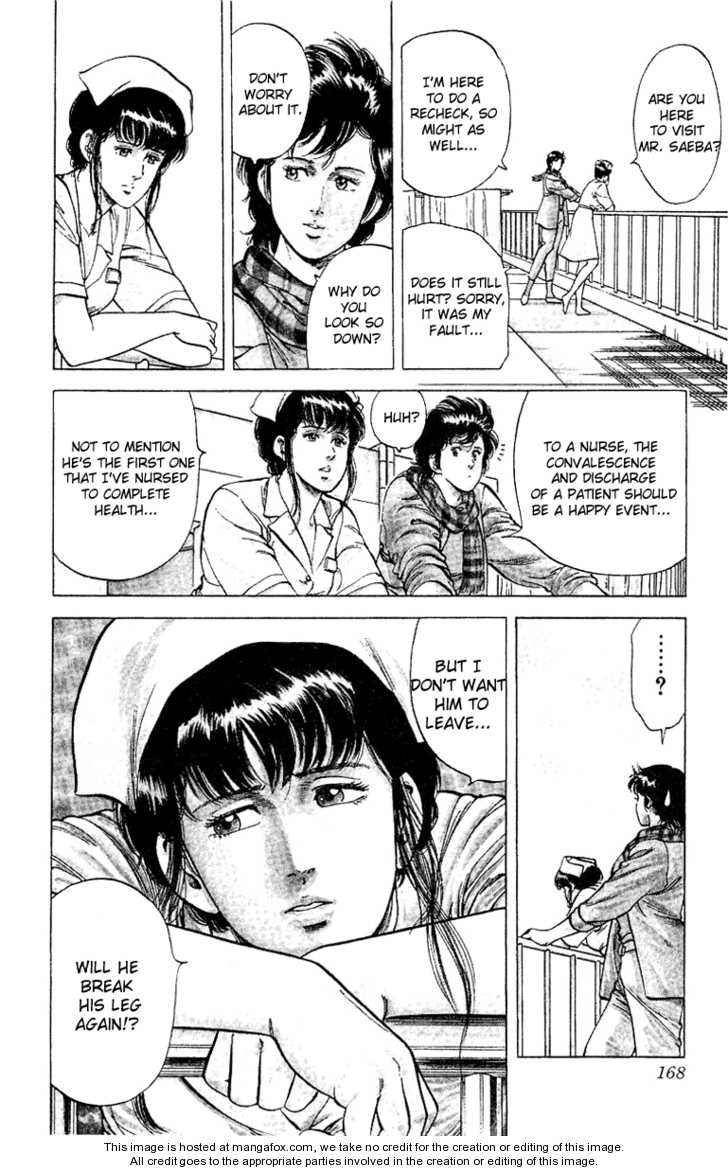 ARE YOU
HERE
TO VISIT
MR. SAEBA?
I'M HERE
TO DO A
RECHECK, SO
MIGHT AS
WELL...
DOES IT STILL
HURT? SORRY,
IT WAS MY
FAULT...
DON'T
WORRY
ABOUT IT.
WHY DO
YOU
LOOK SO
DOWN?
TO A NURSE, THE
CONVALESCENCE
AND DISCHARGE
OF A PATIENT SHOULD
BE A HAPPY EVENT...
HUH?
NOT TO MENTION
HE'S THE FIRST ONE
THAT I'VE NURSED
TO COMPLETE
HEALTH...
......?
BUT I
DON'T WANT
HIM TO
LEAVE...
WILL HE
BREAK
HIS LEG
AGAIN!?
168
This image is hosted at mangafox.com, we take no credit for the creation or editing of this image.
All credit goes to the appropriate parties involved in the creation or editing of this image.